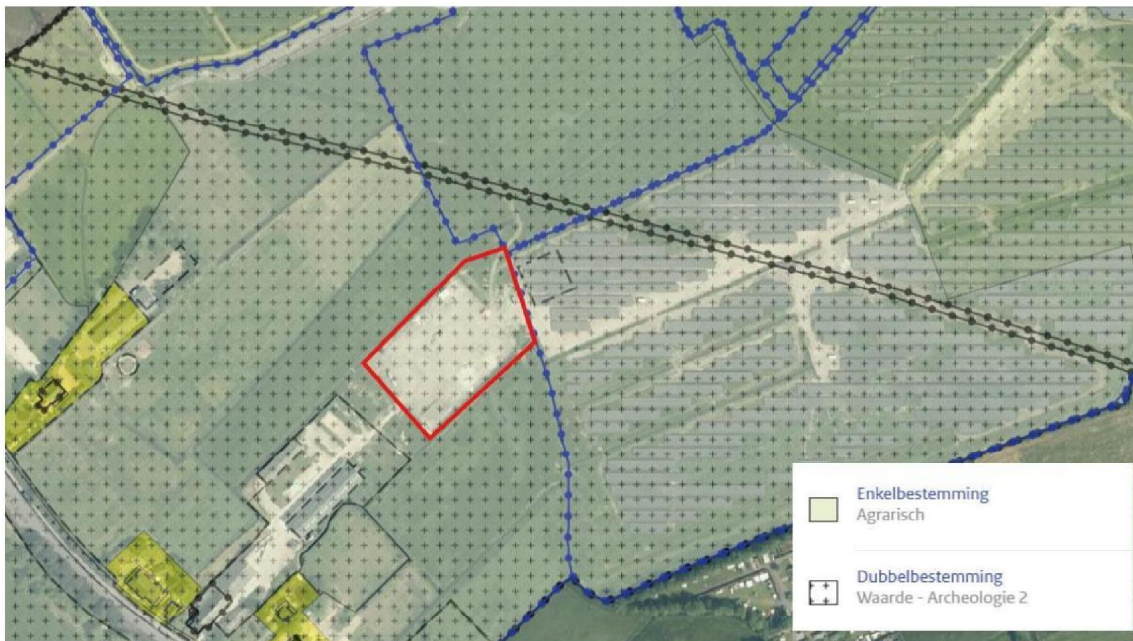 Enkelbestemming
Agrarisch
Dubbelbestemming
Waarde - Archeologie 2